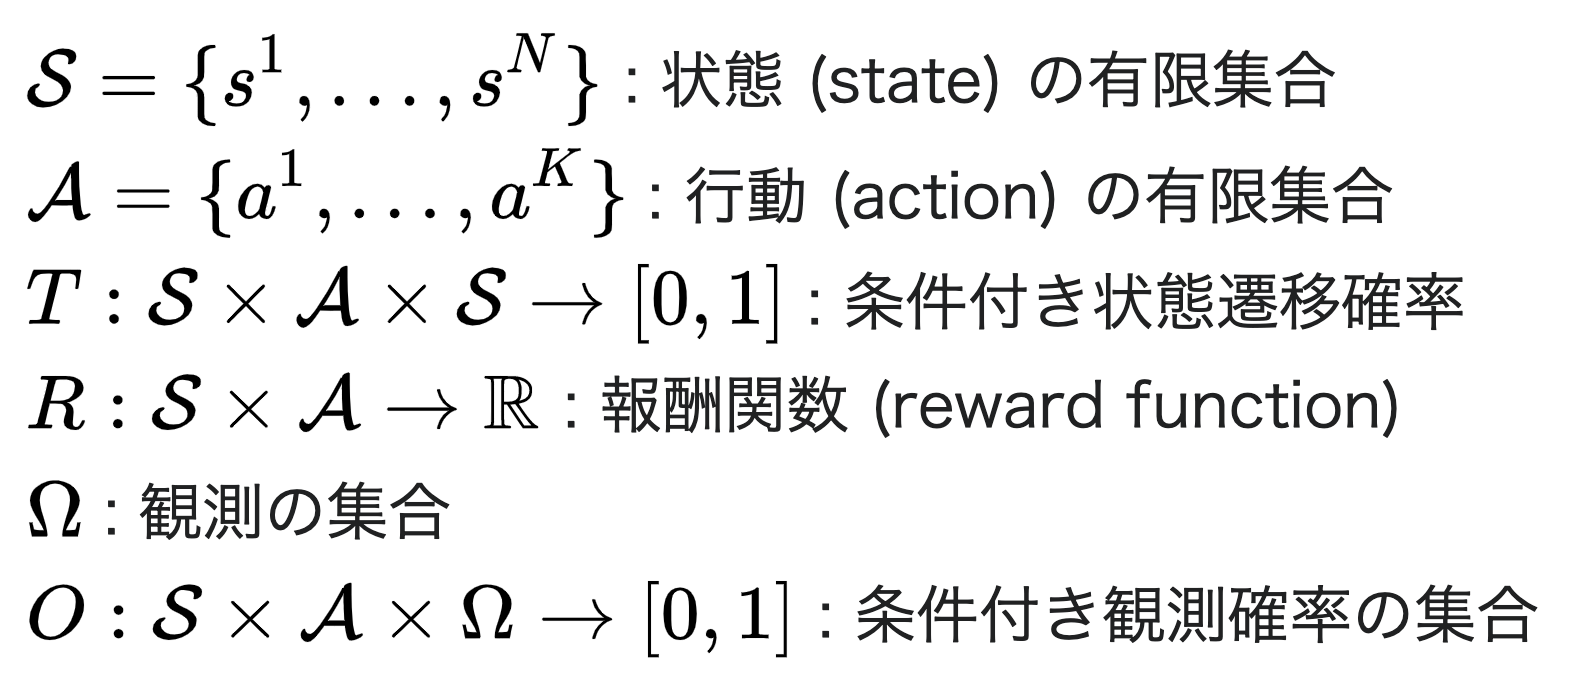 𝒮 = {s¹, . . . , sᴺ} : 状態 (state) の有限集合
𝒜 = {a¹, . . . , aᴷ} : 行動 (action) の有限集合
T : 𝒮 × 𝒜 × 𝒮 → [0, 1] : 条件付き状態遷移確率
R : 𝒮 × 𝒜 → ℝ : 報酬関数 (reward function)
Ω : 観測の集合
O : 𝒮 × 𝒜 × Ω → [0, 1] : 条件付き観測確率の集合